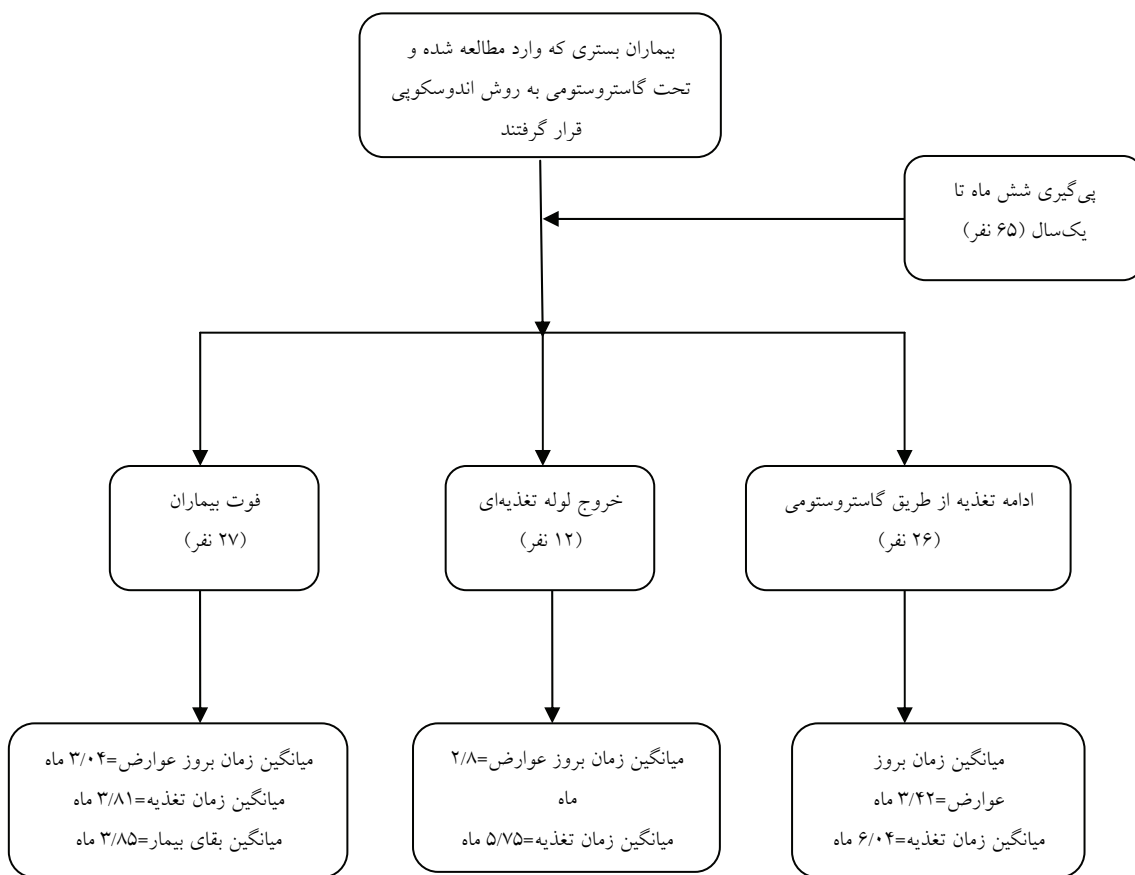 بیماران بستری که وارد مطالعه شده و
تحت گاستروستومی به روش اندوسکوپی
قرار گرفتند
پی‌گیری شش ماه تا
یک‌سال (۶۵ نفر)
ادامه تغذیه از طریق گاستروستومی
(۲۶ نفر)
خروج لوله تغذیه‌ای
(۱۲ نفر)
فوت بیماران
(۲۷ نفر)
میانگین زمان بروز
عوارض=۳/۴۲ ماه
میانگین زمان تغذیه=۶/۰۴ ماه
میانگین زمان بروز عوارض=۲/۸
ماه
میانگین زمان تغذیه=۵/۷۵ ماه
میانگین زمان بروز عوارض=۳/۰۴ ماه
میانگین زمان تغذیه=۳/۸۱ ماه
میانگین بقای بیمار=۳/۸۵ ماه